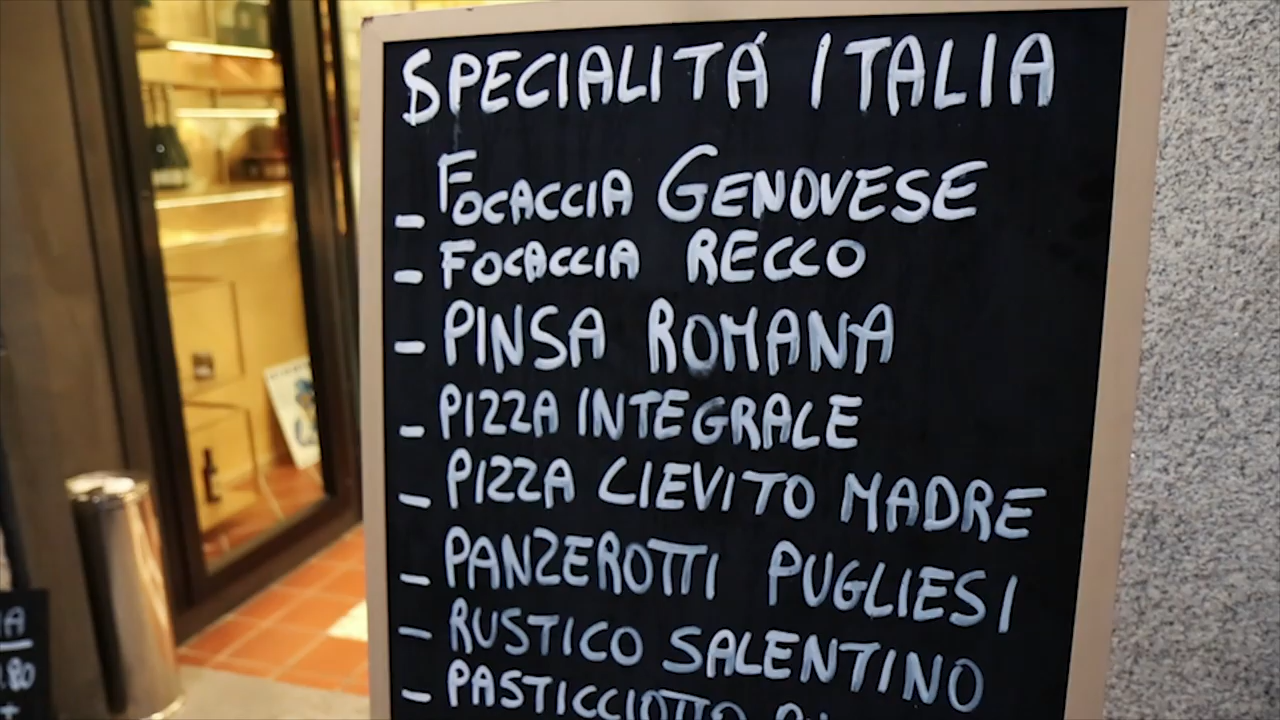 SPECIALITÁ ITALIA
- FOCACCIA GENOVESE
- FOCACCIA RECCO
- PINSA ROMANA
- PIZZA INTEGRALE
- PIZZA LIEVITO MADRE
- PANZEROTTI PUGLIESI
- RUSTICO SALENTINO
- PASTICCIOTTO